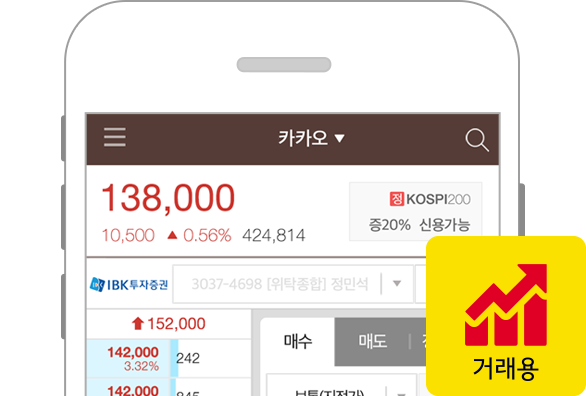 카카오 ▼
138,000
10,500 ▲ 0.56% 424,814
정 KOSPI200
증20% 신용가능
IBK투자증권 3037-4698 [위탁종합] 정민석
152,000
매수 매도
142,000 242
3.32%
142,000
보통(지정가)
거래용